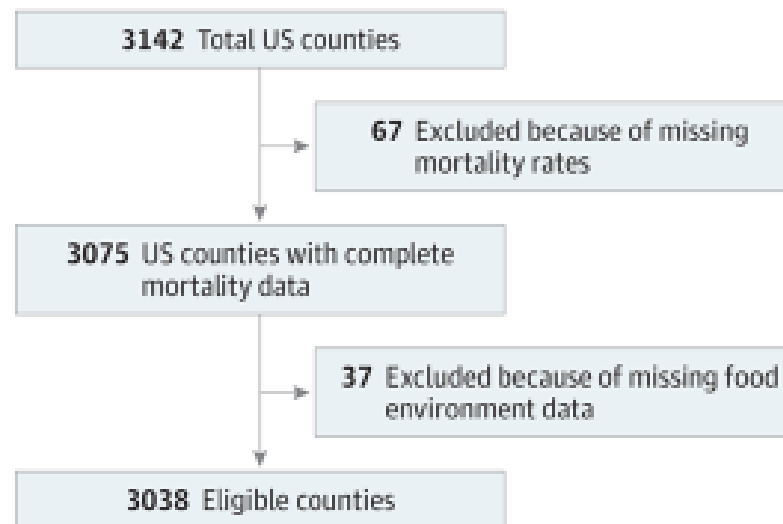 3142 Total US counties
67 Excluded because of missing
mortality rates
3075 US counties with complete
mortality data
37 Excluded because of missing food
environment data
3038 Eligible counties